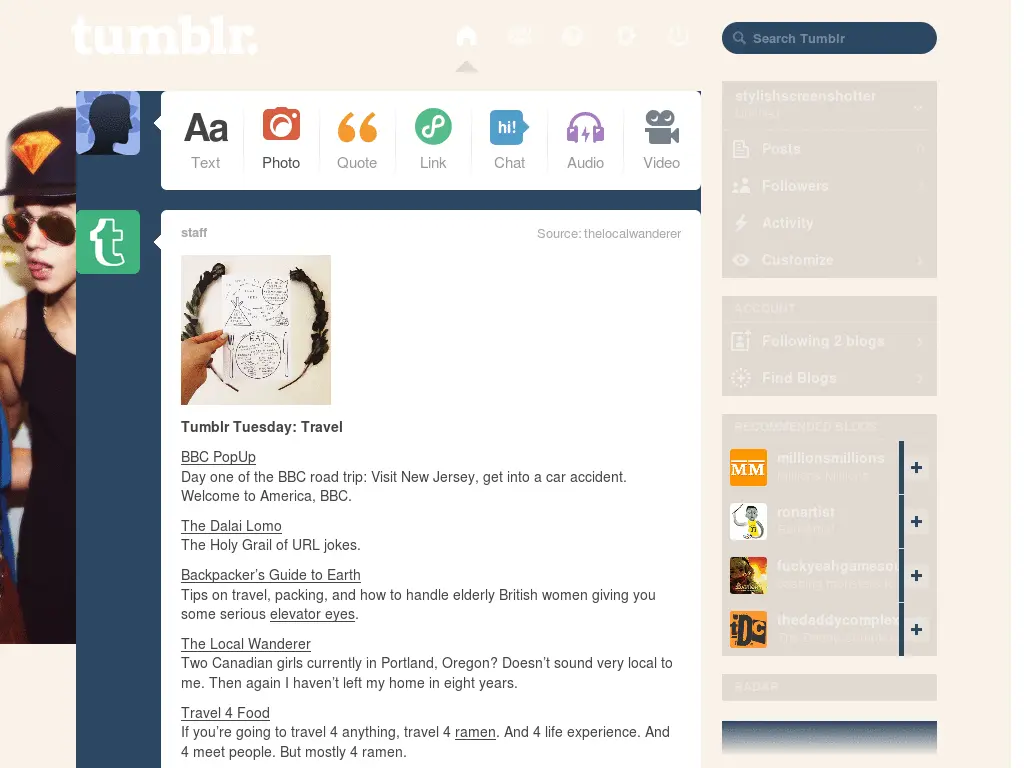 tumblr.
Search Tumblr
stylishscreenshotter
Aa
hi!
Text
Photo
Quote
Link
Chat
Audio
Video
Posts
Followers
Activity
Customize
staff
Source: thelocalwanderer
EAT
Tumblr Tuesday: Travel
BBC PopUp
Day one of the BBC road trip: Visit New Jersey, get into a car accident.
Welcome to America, BBC.
The Dalai Lomo
The Holy Grail of URL jokes.
Backpacker’s Guide to Earth
Tips on travel, packing, and how to handle elderly British women giving you
some serious elevator eyes.
The Local Wanderer
Two Canadian girls currently in Portland, Oregon? Doesn’t sound very local to
me. Then again I haven’t left my home in eight years.
Travel 4 Food
If you’re going to travel 4 anything, travel 4 ramen. And 4 life experience. And
4 meet people. But mostly 4 ramen.
ACCOUNT
Following 2 blogs
Find Blogs
RECOMMENDED BLOGS
MM
millionsmillions
ronartist
fuckyeahgameso
tDC
thedaddycomplex
RADAR